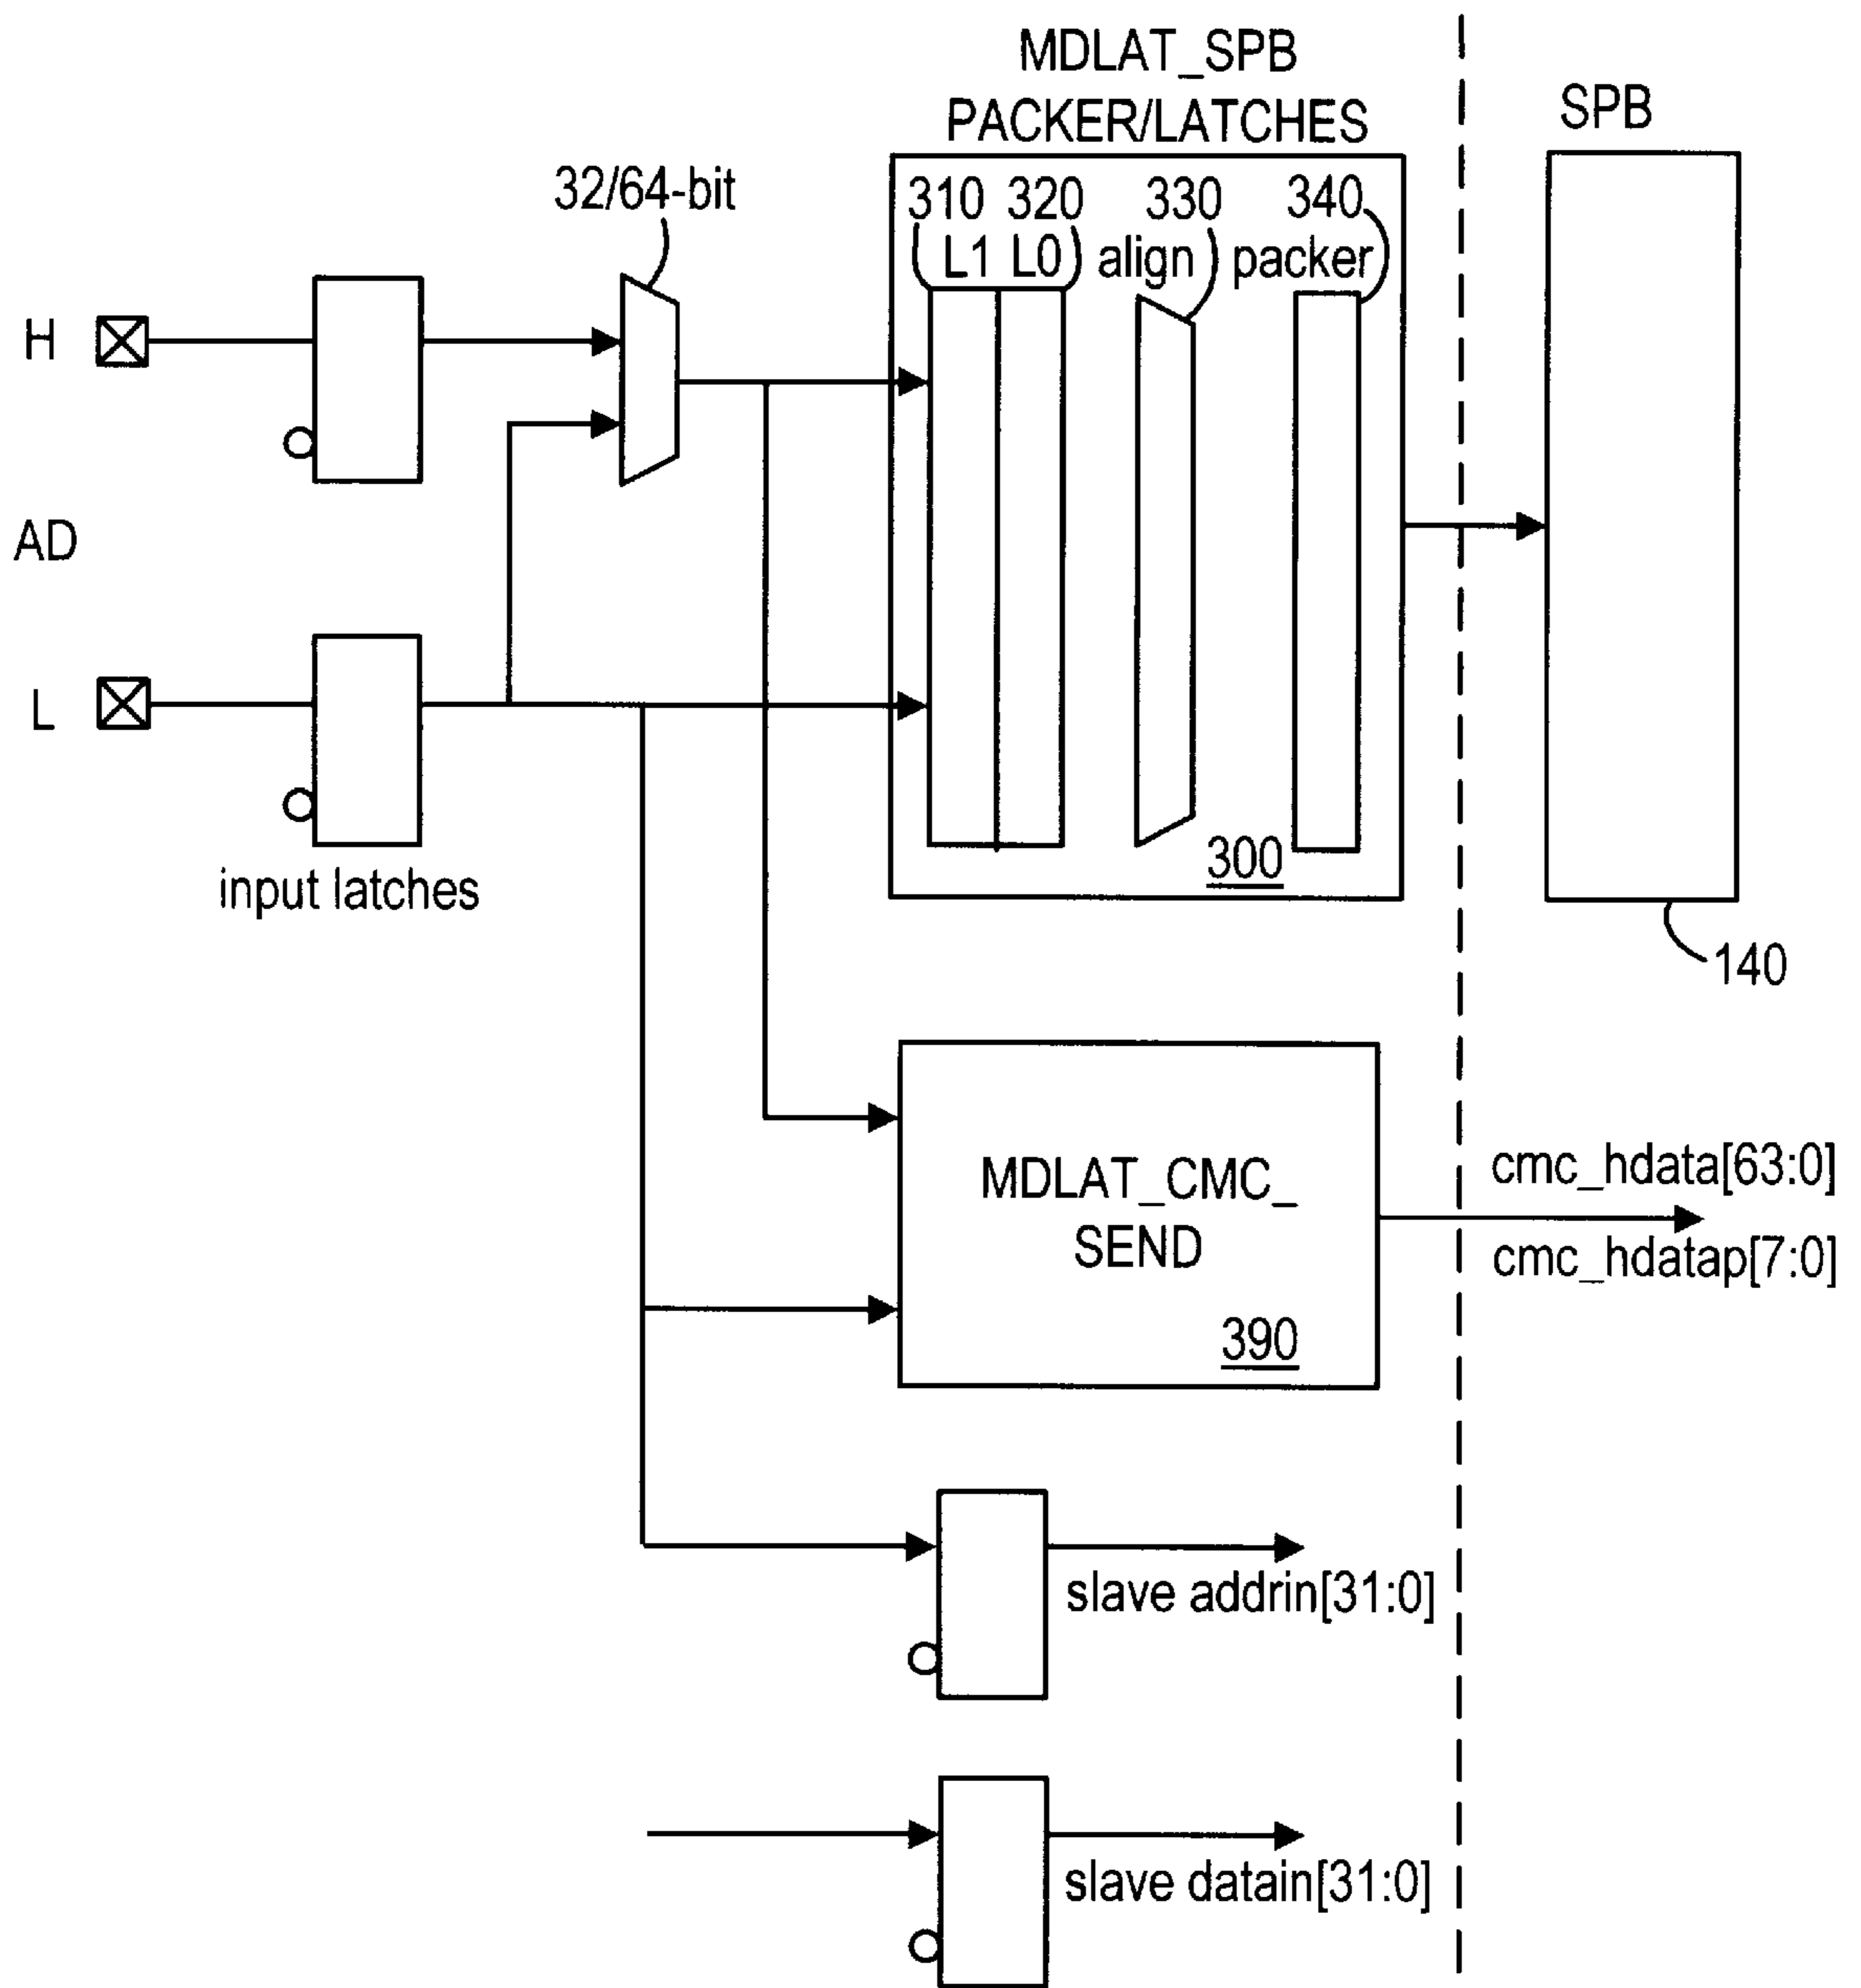 MDLAT_SPB
PACKER/LATCHES
SPB
32/64-bit
310 320 330 340
L1 L0 align packer
H
AD
L
input latches
300
140
MDLAT_CMC_
SEND
390
cmc_hdata[63:0]
cmc_hdatap[7:0]
slave addrin[31:0]
slave datain[31:0]